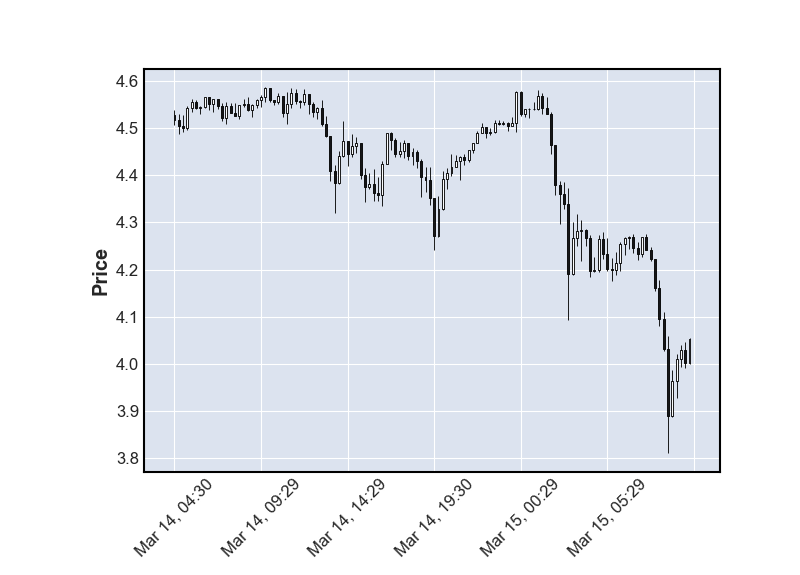 4.6
4.5
4.4
4.3
4.2
4.1
4.0
3.9
3.8
Price
Mar 14, 04:30
Mar 14, 09:29
Mar 14, 14:29
Mar 14, 19:30
Mar 15, 00:29
Mar 15, 05:29